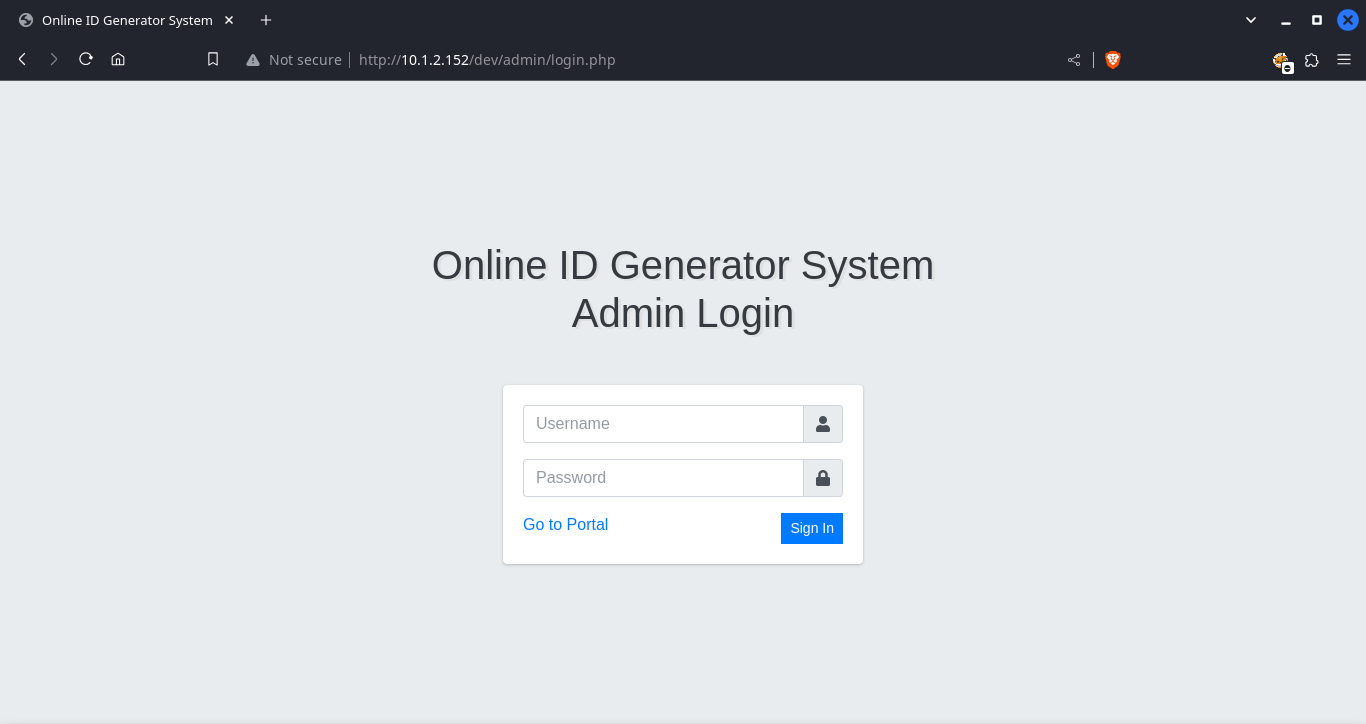 Online ID Generator System
Not secure http://10.1.2.152/dev/admin/login.php
Online ID Generator System
Admin Login
Username
Password
Go to Portal
Sign In